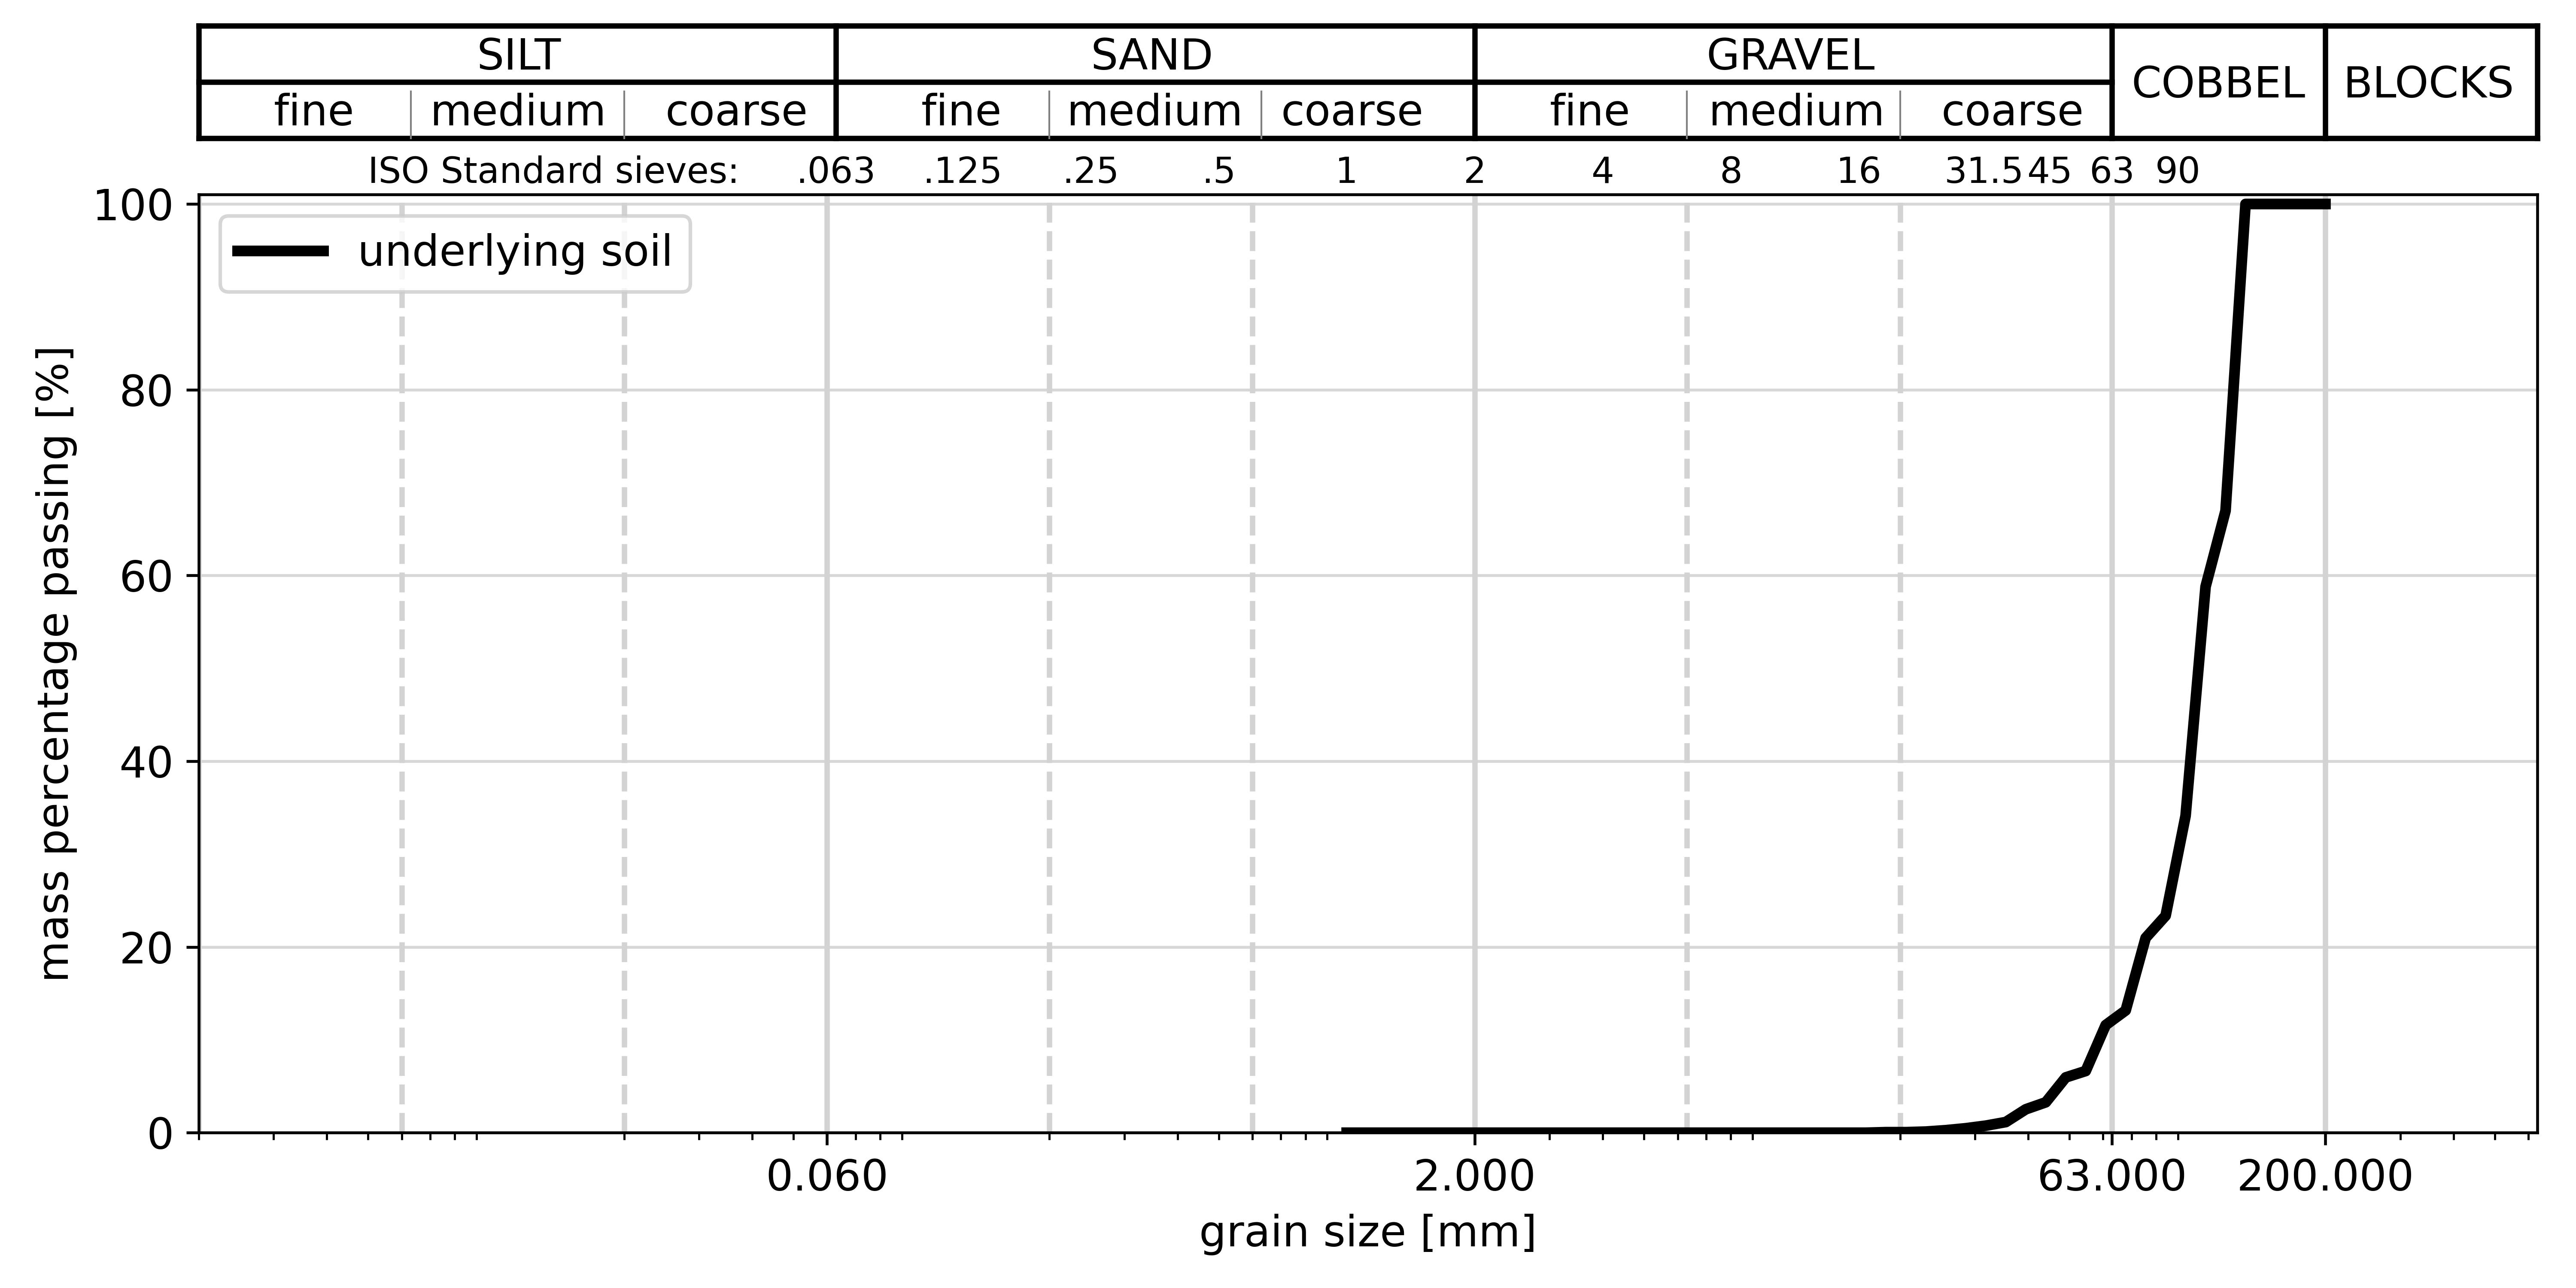 SILT SAND GRAVEL COBBEL BLOCKS
fine medium coarse fine medium coarse fine medium coarse
ISO Standard sieves: .063 .125 .25 .5 1 2 4 8 16 31.5 45 63 90
100
underlying soil
80
60
40
20
0
mass percentage passing [%]
0.060 2.000 63.000 200.000
grain size [mm]